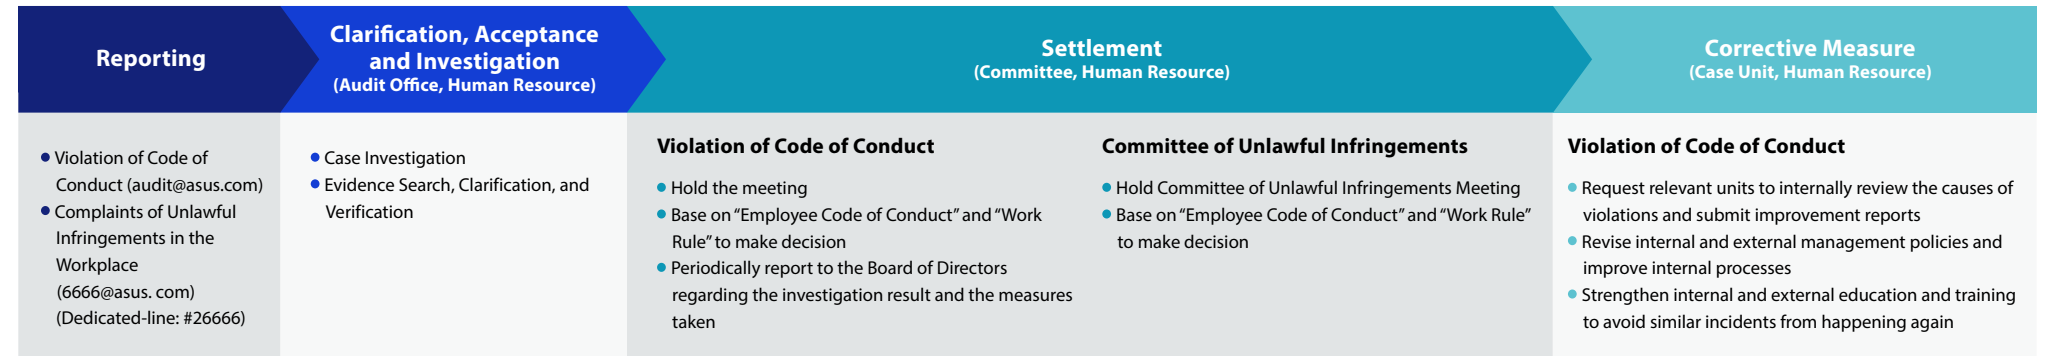 Reporting
Clarification, Acceptance
and Investigation
(Audit Office, Human Resource)
Settlement
(Committee, Human Resource)
Corrective Measure
(Case Unit, Human Resource)
• Violation of Code of
Conduct (audit@asus.com)
• Complaints of Unlawful
Infringements in the
Workplace
(6666@asus. com)
(Dedicated-line: #26666)
• Case Investigation
• Evidence Search, Clarification, and
Verification
Violation of Code of Conduct
• Hold the meeting
• Base on “Employee Code of Conduct” and “Work
Rule” to make decision
• Periodically report to the Board of Directors
regarding the investigation result and the measures
taken
Committee of Unlawful Infringements
• Hold Committee of Unlawful Infringements Meeting
• Base on “Employee Code of Conduct” and “Work Rule”
to make decision
Violation of Code of Conduct
• Request relevant units to internally review the causes of
violations and submit improvement reports
• Revise internal and external management policies and
improve internal processes
• Strengthen internal and external education and training
to avoid similar incidents from happening again